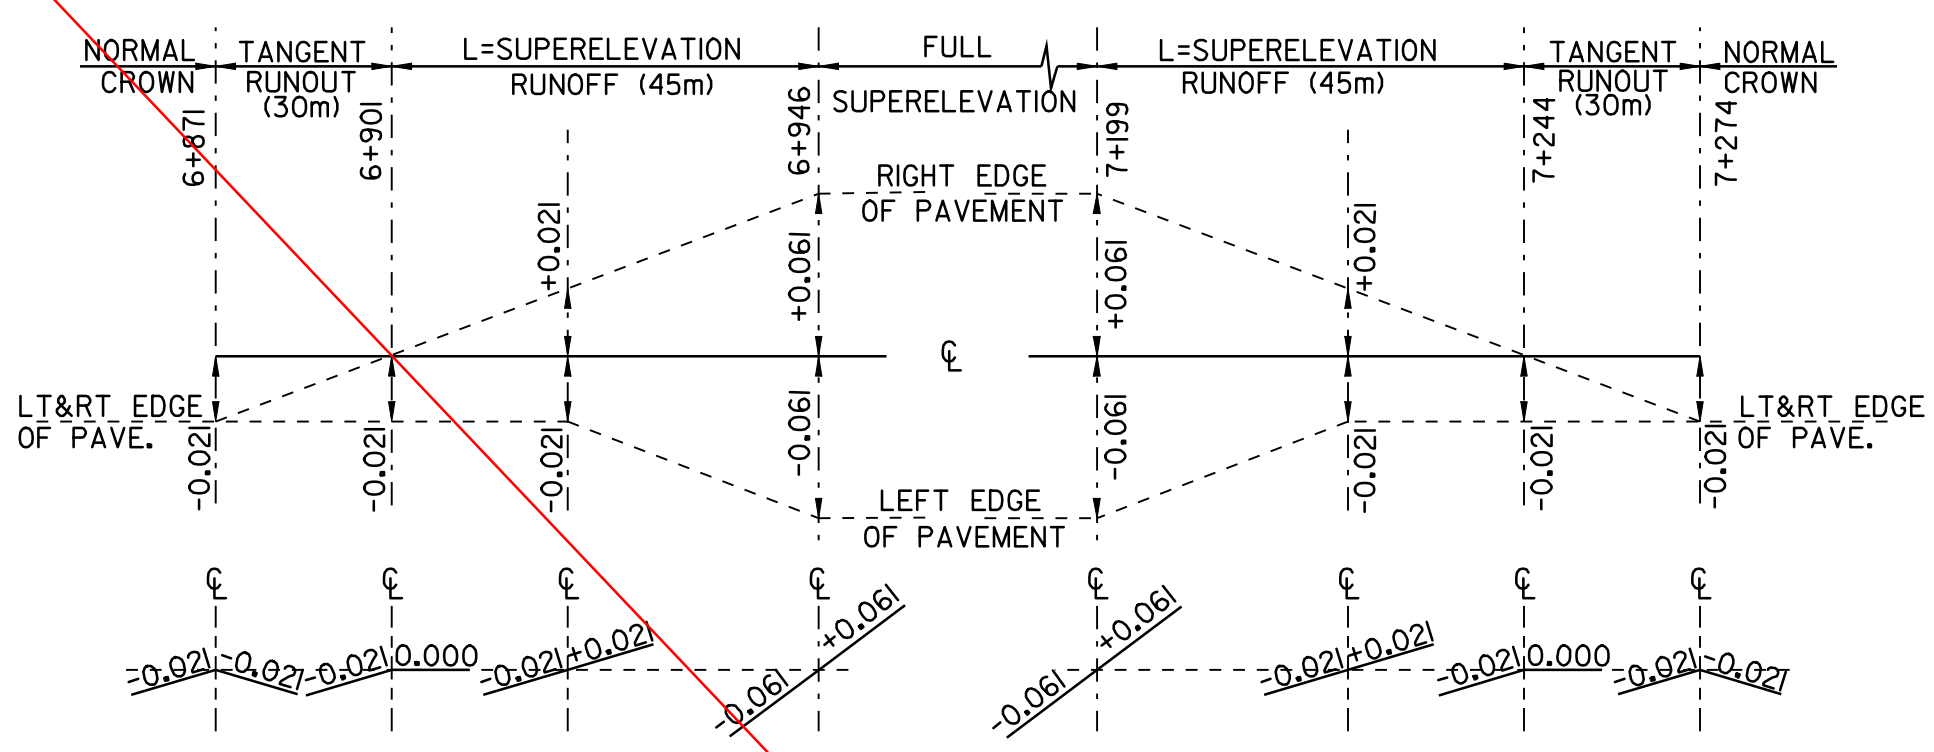 NORMAL
CROWN
TANGENT
RUNOUT
(30m)
L=SUPERELEVATION
RUNOFF (45m)
FULL
SUPERELEVATION
L=SUPERELEVATION
RUNOFF (45m)
TANGENT
RUNOUT
(30m)
NORMAL
CROWN
6+871
6+901
6+946
7+199
7+244
7+274
RIGHT EDGE
OF PAVEMENT
+0.021
+0.061
+0.061
+0.021
℄
LT&RT EDGE
OF PAVE.
-0.021
-0.021
-0.021
-0.061
-0.061
-0.021
-0.021
-0.021
LT&RT EDGE
OF PAVE.
LEFT EDGE
OF PAVEMENT
℄ ℄ ℄ ℄ ℄ ℄ ℄ ℄
-0.021 -0.021
-0.021 0.000
-0.021 +0.021
-0.061 +0.061
-0.061 +0.061
-0.021 +0.021
-0.021 0.000
-0.021 -0.021